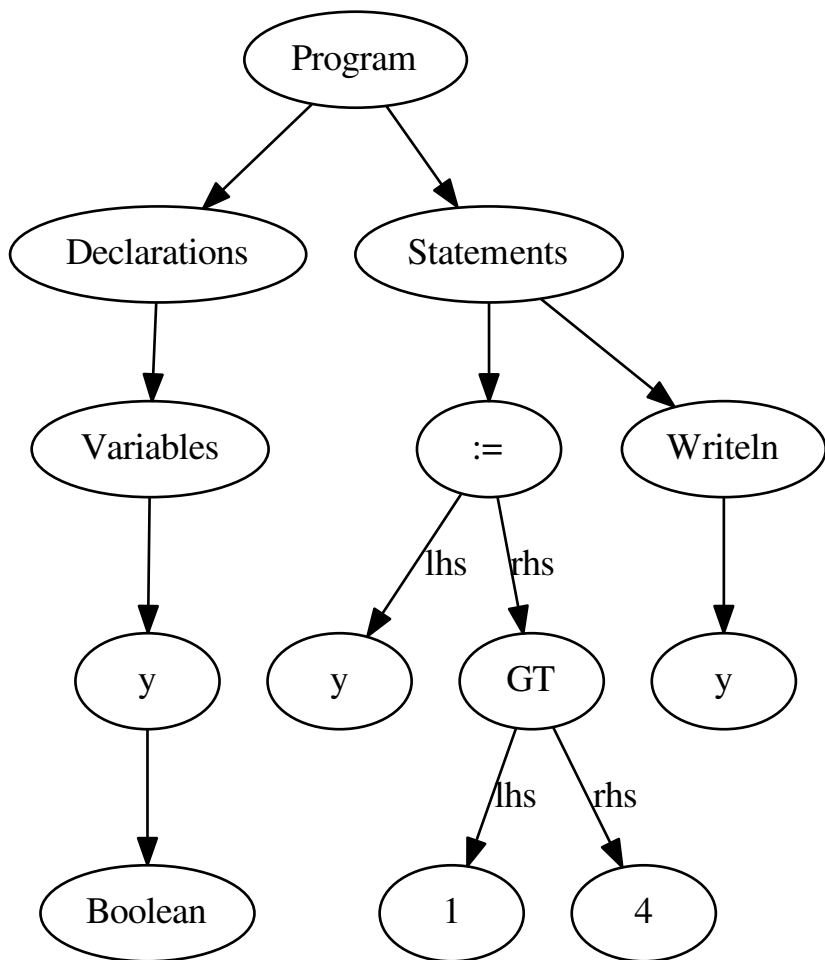 Program
Declarations
Statements
Variables
:=
Writeln
lhs
rhs
y
y
GT
y
lhs
rhs
Boolean
1
4